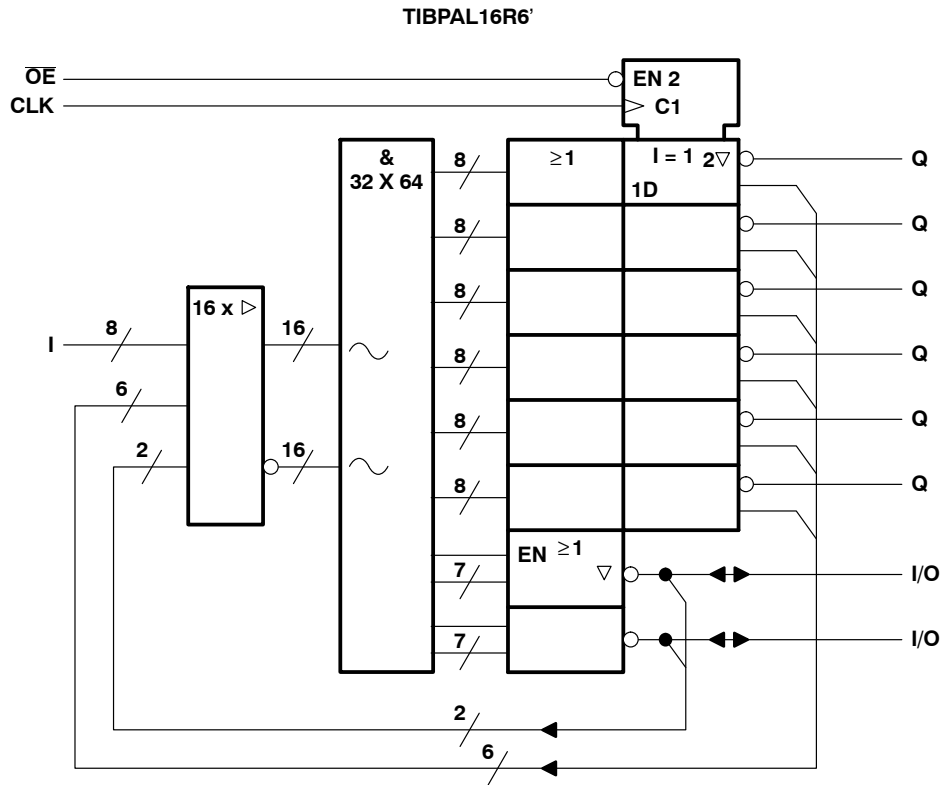 TIBPAL16R6'
OE
CLK
EN 2
C1
&
32 X 64
8
≥1
I = 1 2▽
1D
Q
8
Q
8
Q
16 x ▷
I
8
16
8
Q
6
8
Q
2
16
8
Q
EN ≥1
▽
7
I/O
7
I/O
2
6